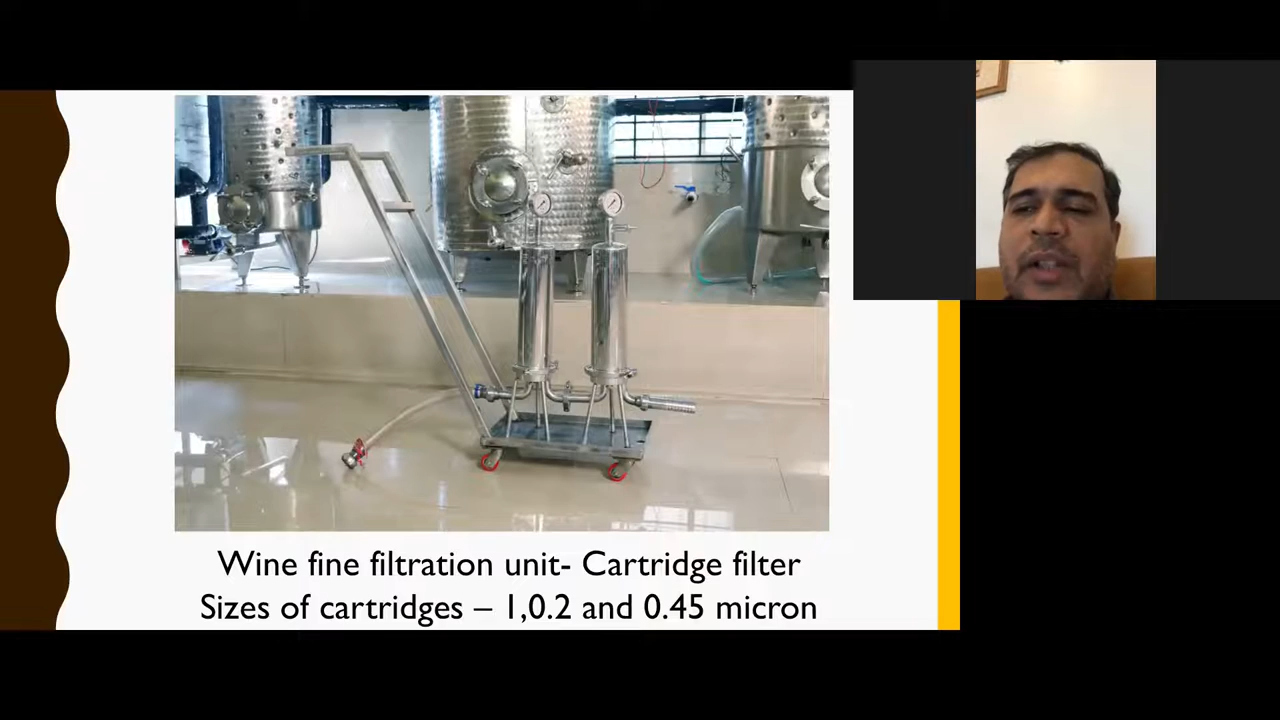 Wine fine filtration unit- Cartridge filter
Sizes of cartridges – 1,0.2 and 0.45 micron